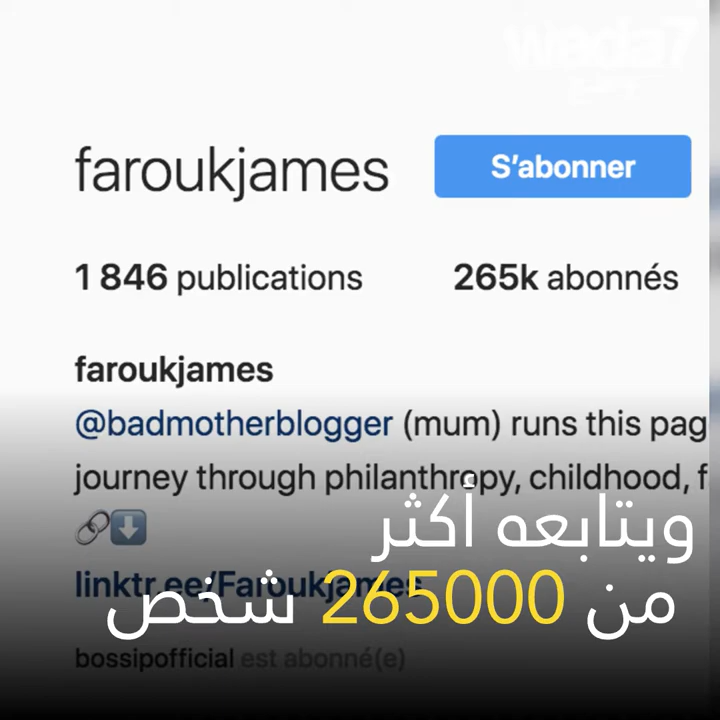 weda7
faroukjames
S'abonner
1 846 publications
265k abonnés
faroukjames
@badmotherblogger (mum) runs this pag
journey through philanthropy, childhood, f
ويتابعه أكثر
linktr.ee/Faroukjames
من 265000 شخص
bossipofficial est abonné(e)